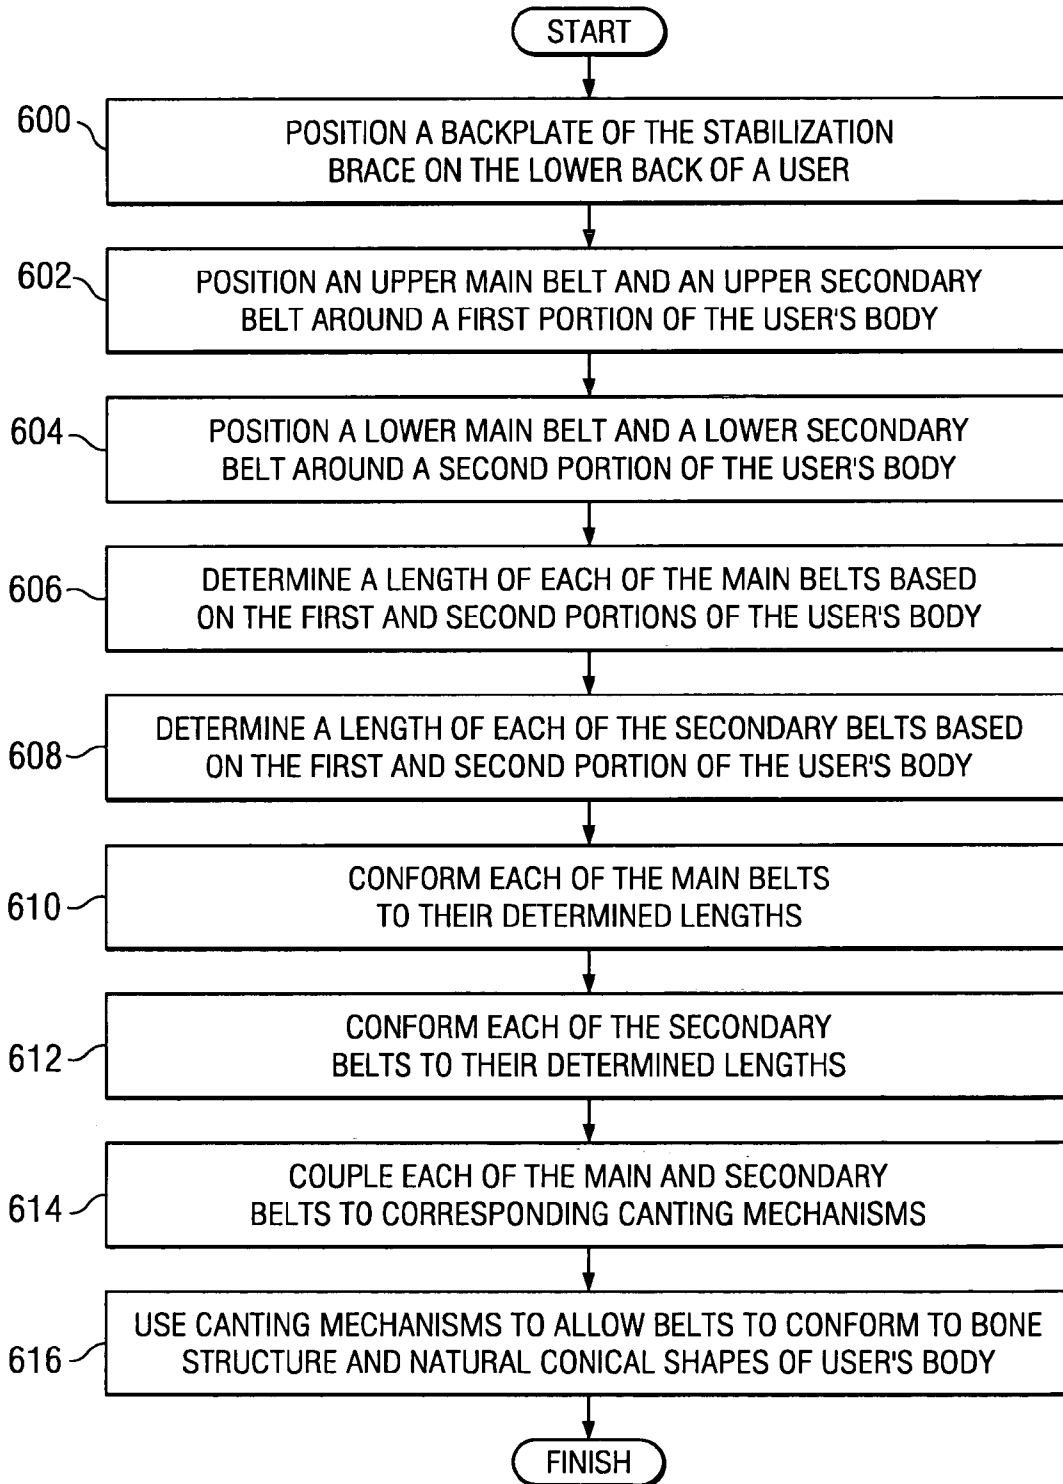 START
600
POSITION A BACKPLATE OF THE STABILIZATION
BRACE ON THE LOWER BACK OF A USER
602
POSITION AN UPPER MAIN BELT AND AN UPPER SECONDARY
BELT AROUND A FIRST PORTION OF THE USER'S BODY
604
POSITION A LOWER MAIN BELT AND A LOWER SECONDARY
BELT AROUND A SECOND PORTION OF THE USER'S BODY
606
DETERMINE A LENGTH OF EACH OF THE MAIN BELTS BASED
ON THE FIRST AND SECOND PORTIONS OF THE USER'S BODY
608
DETERMINE A LENGTH OF EACH OF THE SECONDARY BELTS BASED
ON THE FIRST AND SECOND PORTION OF THE USER'S BODY
610
CONFORM EACH OF THE MAIN BELTS
TO THEIR DETERMINED LENGTHS
612
CONFORM EACH OF THE SECONDARY
BELTS TO THEIR DETERMINED LENGTHS
614
COUPLE EACH OF THE MAIN AND SECONDARY
BELTS TO CORRESPONDING CANTING MECHANISMS
616
USE CANTING MECHANISMS TO ALLOW BELTS TO CONFORM TO BONE
STRUCTURE AND NATURAL CONICAL SHAPES OF USER'S BODY
FINISH